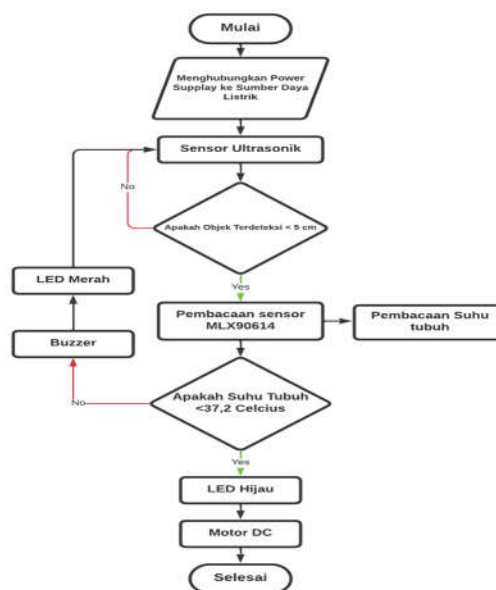 Mulai
Menghubungkan Power
Supplay ke Sumber Daya
Listrik
Sensor Ultrasonik
No
Apakah Objek Terdeteksi < 5 cm
Yes
LED Merah
Pembacaan sensor
MLX90614
Pembacaan Suhu
tubuh
Buzzer
Apakah Suhu Tubuh
<37,2 Celcius
No
Yes
LED Hijau
Motor DC
Selesai